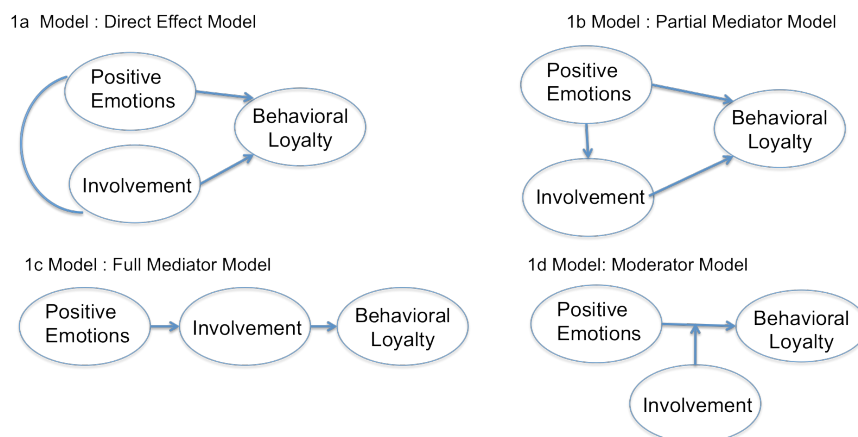 1a  Model : Direct Effect Model
Positive
Emotions
Behavioral
Loyalty
Involvement
1b Model : Partial Mediator Model
Positive
Emotions
Behavioral
Loyalty
Involvement
1c Model : Full Mediator Model
Positive
Emotions
Involvement
Behavioral
Loyalty
1d Model: Moderator Model
Positive
Emotions
Behavioral
Loyalty
Involvement